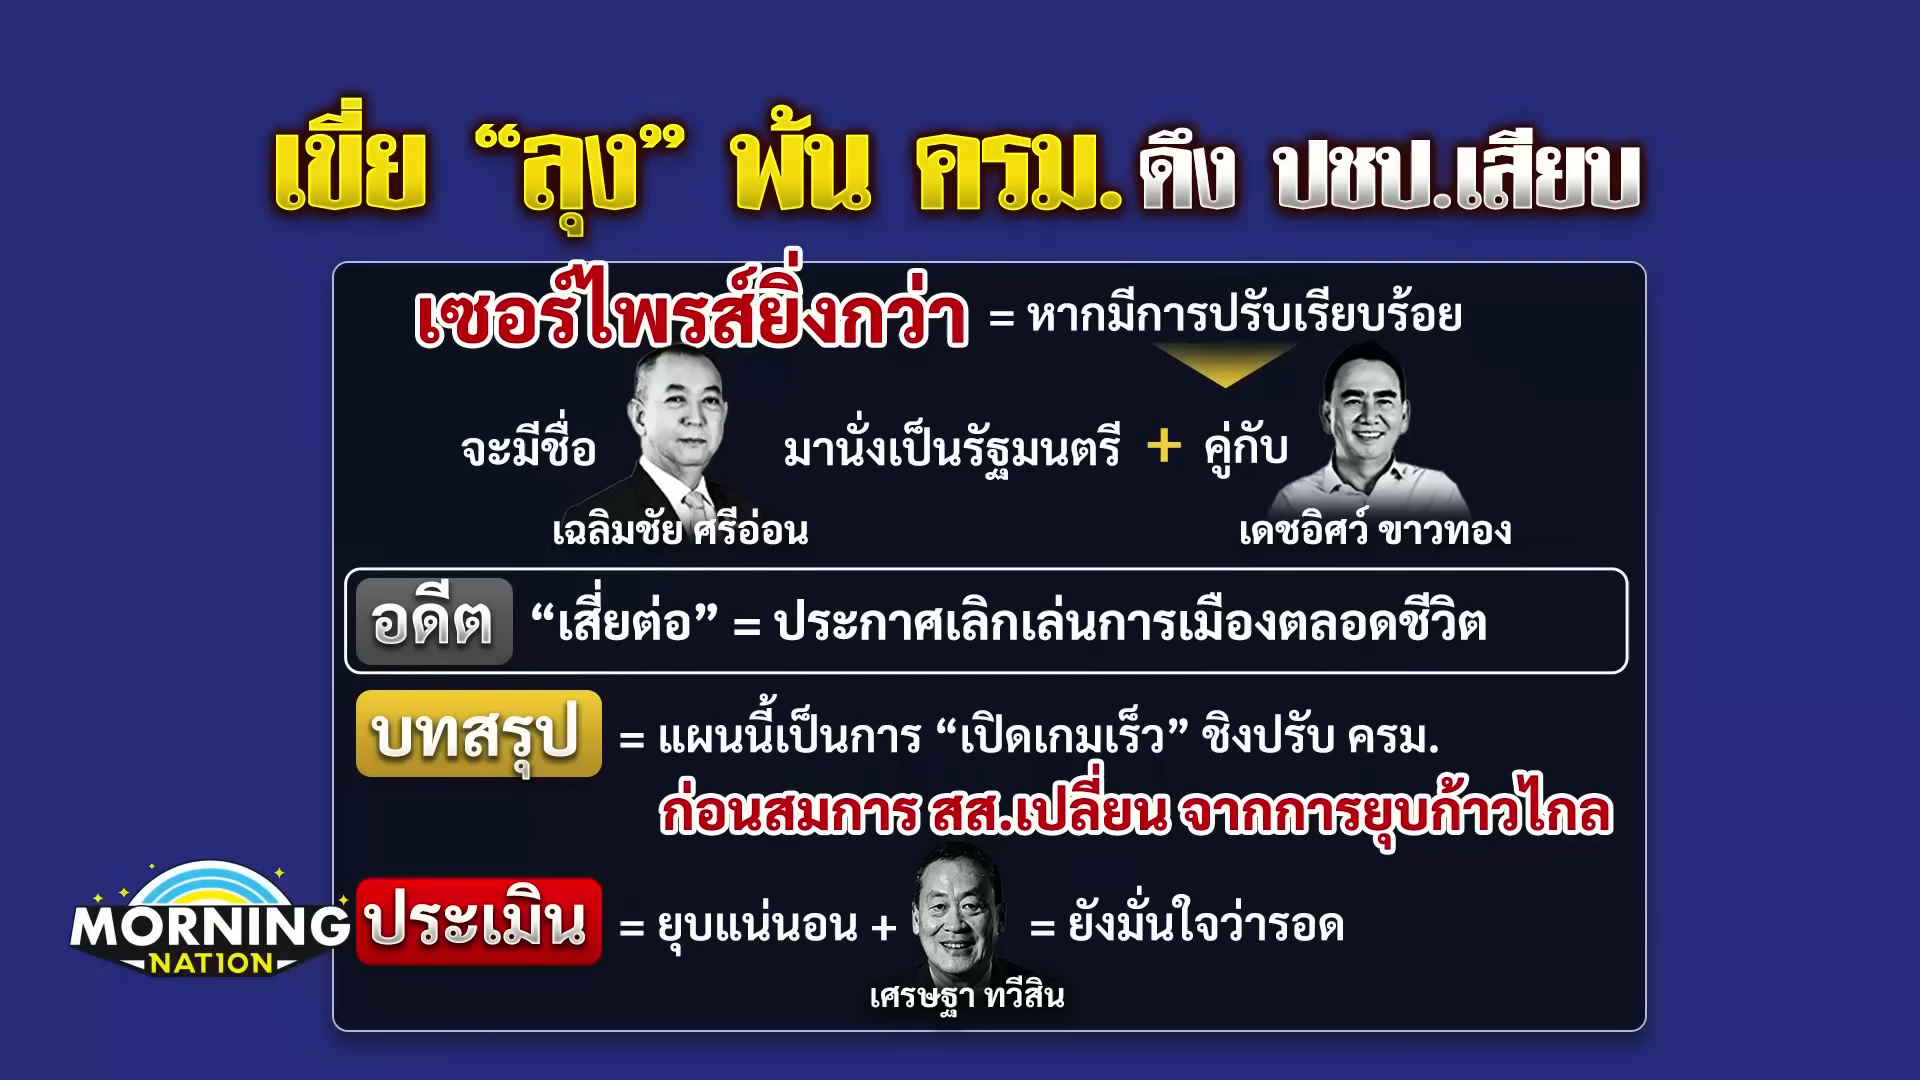 เขี่ย “ลุง” พ้น ครม. ดึง ปชป.เสียบ
เซอร์ไพรส์ยิ่งกว่า = หากมีการปรับเรียบร้อย
จะมีชื่อ มานั่งเป็นรัฐมนตรี + คู่กับ
เฉลิมชัย ศรีอ่อน เดชอิศว์ ขาวทอง
อดีต “เสี่ยต่อ” = ประกาศเลิกเล่นการเมืองตลอดชีวิต
บทสรุป = แผนนี้เป็นการ “เปิดเกมเร็ว” ชิงปรับ ครม.
ก่อนสมการ สส.เปลี่ยน จากการยุบก้าวไกล
ประเมิน = ยุบแน่นอน + = ยังมั่นใจว่ารอด
เศรษฐา ทวีสิน
MORNING
NATION